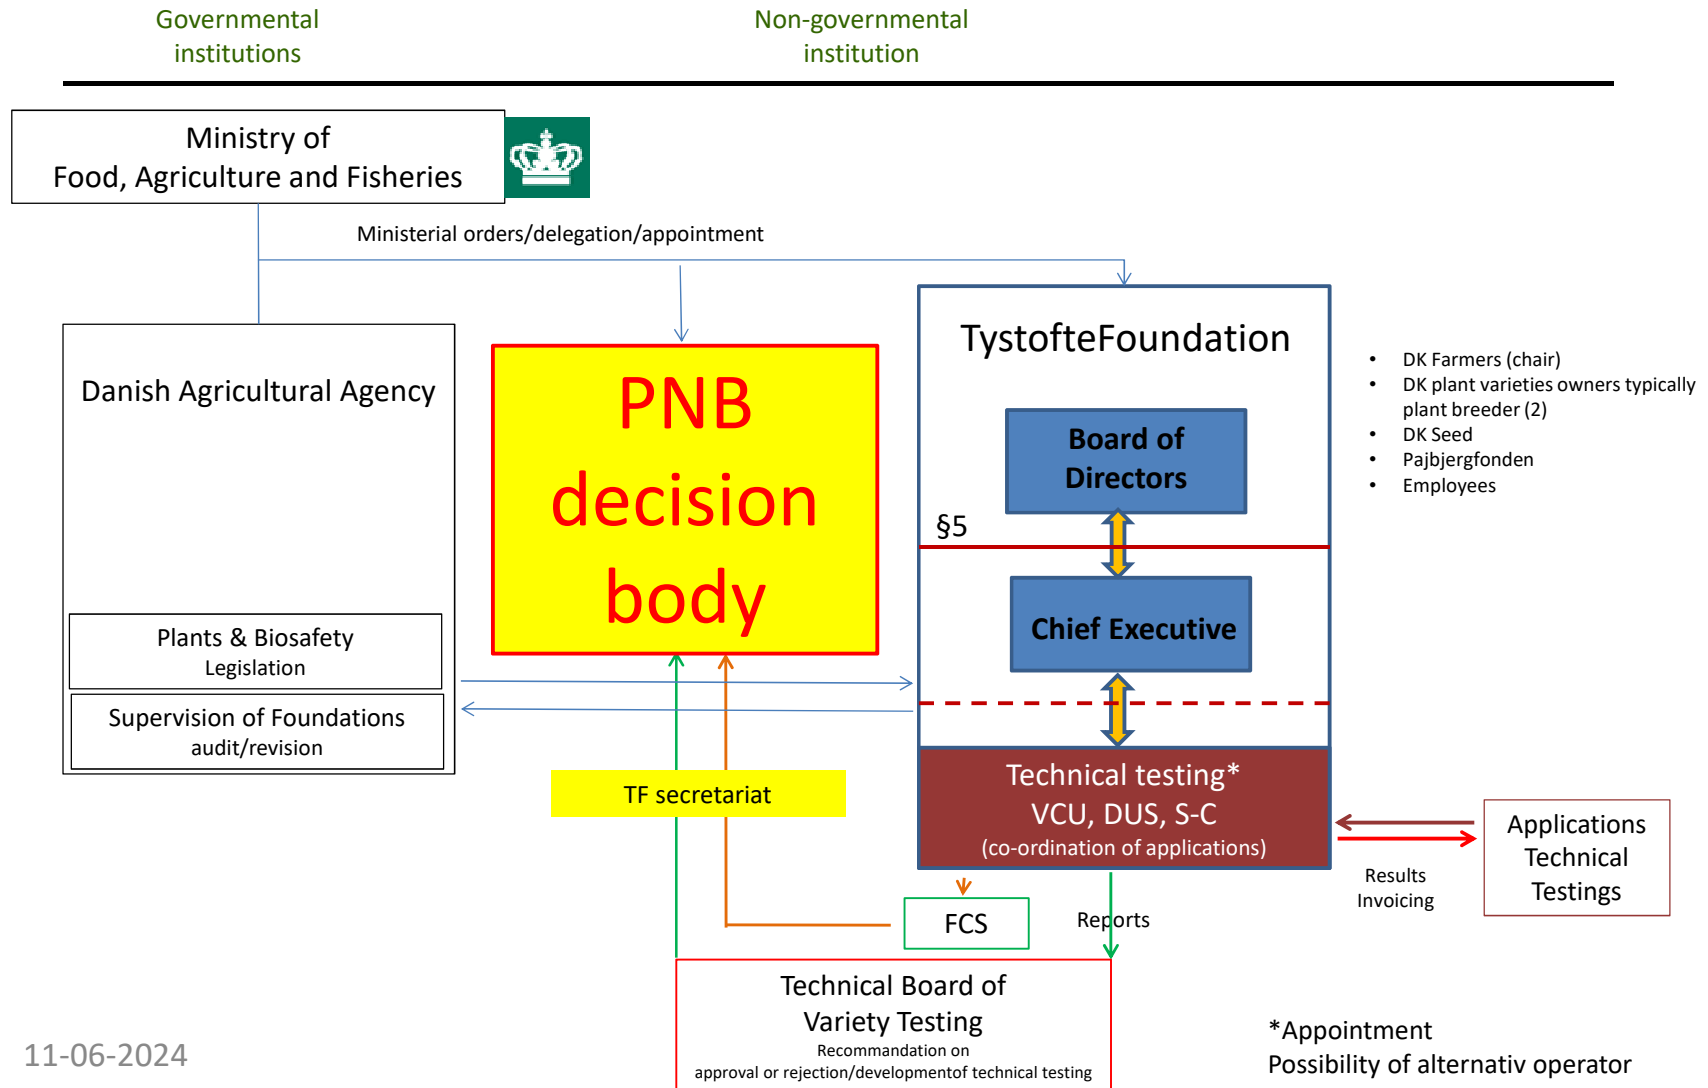 Governmental
institutions
Non-governmental
institution
Ministry of
Food, Agriculture and Fisheries
Ministerial orders/delegation/appointment
Danish Agricultural Agency
Plants & Biosafety
Legislation
Supervision of Foundations
audit/revision
PNB
decision
body
TF secretariat
TystofteFoundation
Board of
Directors
§5
Chief Executive
Technical testing*
VCU, DUS, S-C
(co-ordination of applications)
• DK Farmers (chair)
• DK plant varieties owners typically
plant breeder (2)
• DK Seed
• Pajbjergfonden
• Employees
Applications
Technical
Testings
Results
Invoicing
FCS
Reports
Technical Board of
Variety Testing
Recommandation on
approval or rejection/developmentof technical testing
*Appointment
Possibility of alternativ operator
11-06-2024